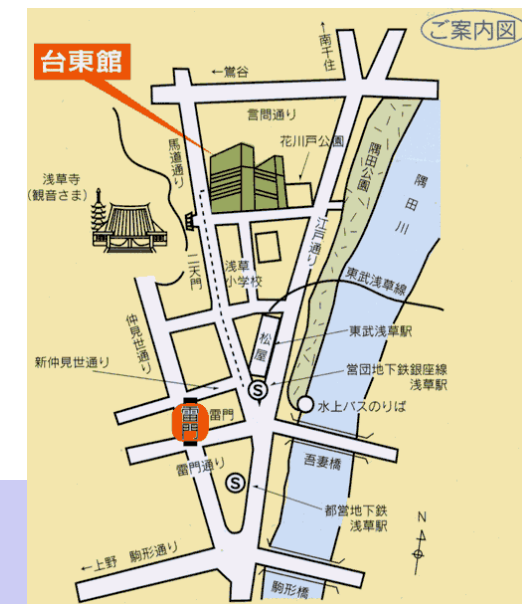 ご案内図
台東館
←南千住
←鶯谷
言問通り
花川戸公園
馬道通り
隅田公園
隅田川
浅草寺
(観音さま)
江戸通り
二天門
浅草
小学校
東武浅草線
仲見世通り
松屋
東武浅草駅
新仲見世通り
営団地下鉄銀座線
浅草駅
S
水上バスのりば
雷門
雷門
吾妻橋
雷門通り
S
都営地下鉄
浅草駅
N
←上野 駒形通り
駒形橋